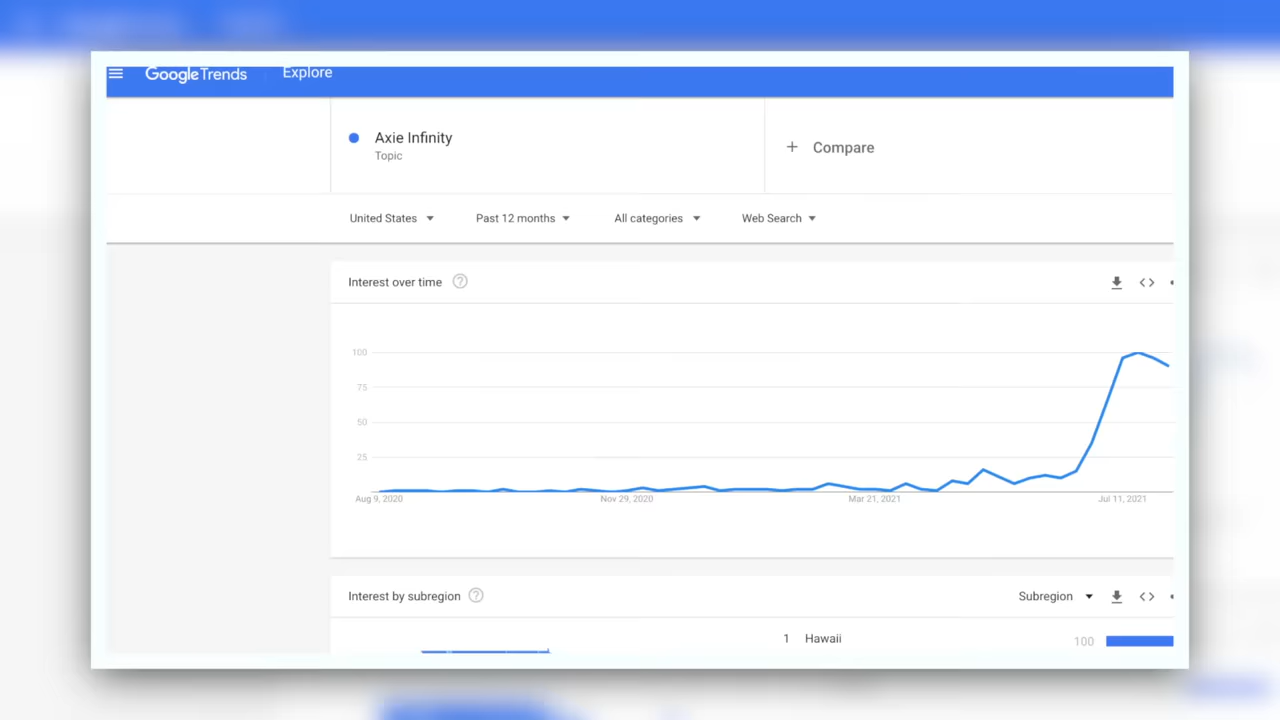 GoogleTrends Explore
Axie Infinity
Topic
+ Compare
United States Past 12 months All categories Web Search
Interest over time ?
100
75
50
25
Aug 9, 2020 Nov 29, 2020 Mar 21, 2021 Jul 11, 2021
Interest by subregion ? Subregion
1 Hawaii 100